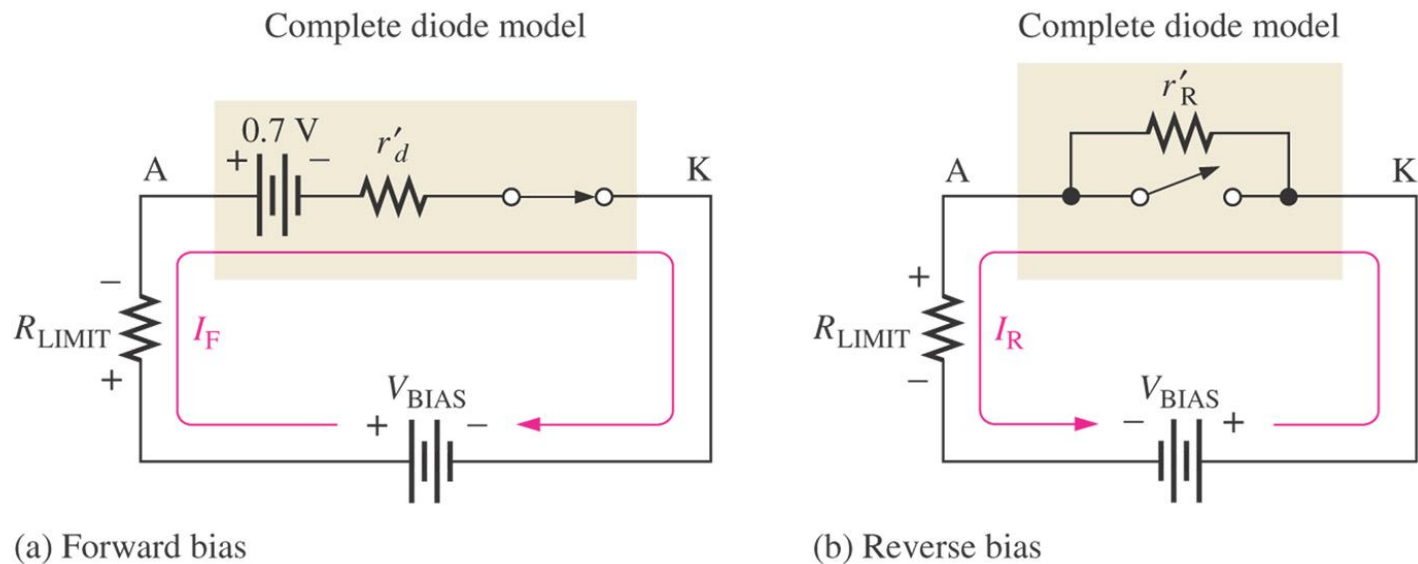 Complete diode model
0.7 V
+ −
r′d
A
K
−
RLIMIT
+
IF
VBIAS
+ −
(a) Forward bias
Complete diode model
r′R
A
K
+
RLIMIT
−
IR
VBIAS
− +
(b) Reverse bias